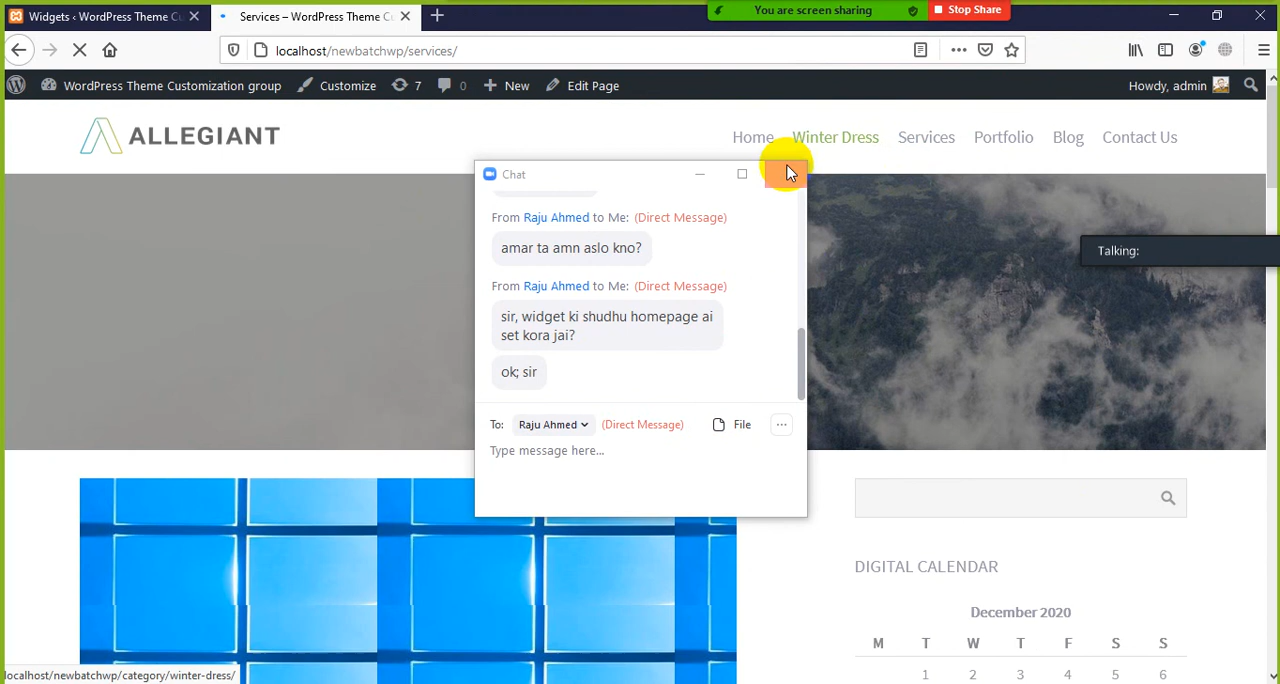 Widgets ‹ WordPress Theme Cu
Services – WordPress Theme C
You are screen sharing
Stop Share
localhost/newbatchwp/services/
WordPress Theme Customization group
Customize
7
0
New
Edit Page
Howdy, admin
ALLEGIANT
Home
Winter Dress
Services
Portfolio
Blog
Contact Us
Chat
From Raju Ahmed to Me: (Direct Message)
amar ta amn aslo kno?
From Raju Ahmed to Me: (Direct Message)
sir, widget ki shudhu homepage ai
set kora jai?
ok; sir
To: Raju Ahmed (Direct Message) File
Type message here...
Talking:
DIGITAL CALENDAR
December 2020
M T W T F S S
1 2 3 4 5 6
localhost/newbatchwp/category/winter-dress/